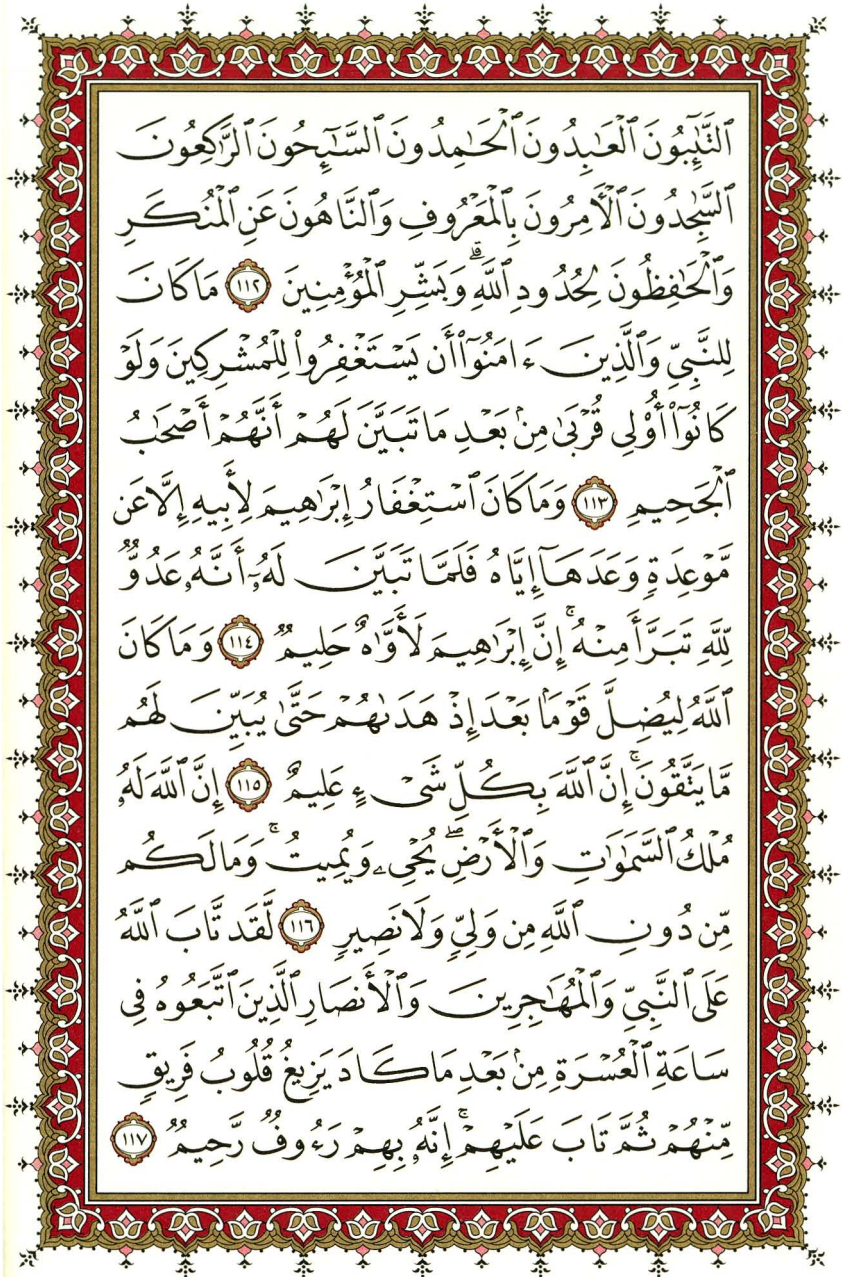 ٱلتَّٰٓئِبُونَ ٱلْعَٰبِدُونَ ٱلْحَٰمِدُونَ ٱلسَّٰٓئِحُونَ ٱلرَّٰكِعُونَ
ٱلسَّٰجِدُونَ ٱلْءَامِرُونَ بِٱلْمَعْرُوفِ وَٱلنَّاهُونَ عَنِ ٱلْمُنكَرِ
وَٱلْحَٰفِظُونَ لِحُدُودِ ٱللَّهِ ۗ وَبَشِّرِ ٱلْمُؤْمِنِينَ ١١٢ مَا كَانَ
لِلنَّبِىِّ وَٱلَّذِينَ ءَامَنُوٓا۟ أَن يَسْتَغْفِرُوا۟ لِلْمُشْرِكِينَ وَلَوْ
كَانُوٓا۟ أُو۟لِى قُرْبَىٰ مِنۢ بَعْدِ مَا تَبَيَّنَ لَهُمْ أَنَّهُمْ أَصْحَٰبُ
ٱلْجَحِيمِ ١١٣ وَمَا كَانَ ٱسْتِغْفَارُ إِبْرَٰهِيمَ لِأَبِيهِ إِلَّا عَن
مَّوْعِدَةٍ وَعَدَهَآ إِيَّاهُ فَلَمَّا تَبَيَّنَ لَهُۥٓ أَنَّهُۥ عَدُوٌّ
لِّلَّهِ تَبَرَّأَ مِنْهُ ۚ إِنَّ إِبْرَٰهِيمَ لَأَوَّٰهٌ حَلِيمٌ ١١٤ وَمَا كَانَ
ٱللَّهُ لِيُضِلَّ قَوْمًۢا بَعْدَ إِذْ هَدَىٰهُمْ حَتَّىٰ يُبَيِّنَ لَهُم
مَّا يَتَّقُونَ ۚ إِنَّ ٱللَّهَ بِكُلِّ شَىْءٍ عَلِيمٌ ١١٥ إِنَّ ٱللَّهَ لَهُۥ
مُلْكُ ٱلسَّمَٰوَٰتِ وَٱلْأَرْضِ ۖ يُحْىِۦ وَيُمِيتُ ۚ وَمَا لَكُم
مِّن دُونِ ٱللَّهِ مِن وَلِىٍّ وَلَا نَصِيرٍ ١١٦ لَّقَد تَّابَ ٱللَّهُ
عَلَى ٱلنَّبِىِّ وَٱلْمُهَٰجِرِينَ وَٱلْأَنصَارِ ٱلَّذِينَ ٱتَّبَعُوهُ فِى
سَاعَةِ ٱلْعُسْرَةِ مِنۢ بَعْدِ مَا كَادَ يَزِيغُ قُلُوبُ فَرِيقٍ
مِّنْهُمْ ثُمَّ تَابَ عَلَيْهِمْ ۚ إِنَّهُۥ بِهِمْ رَءُوفٌ رَّحِيمٌ ١١٧